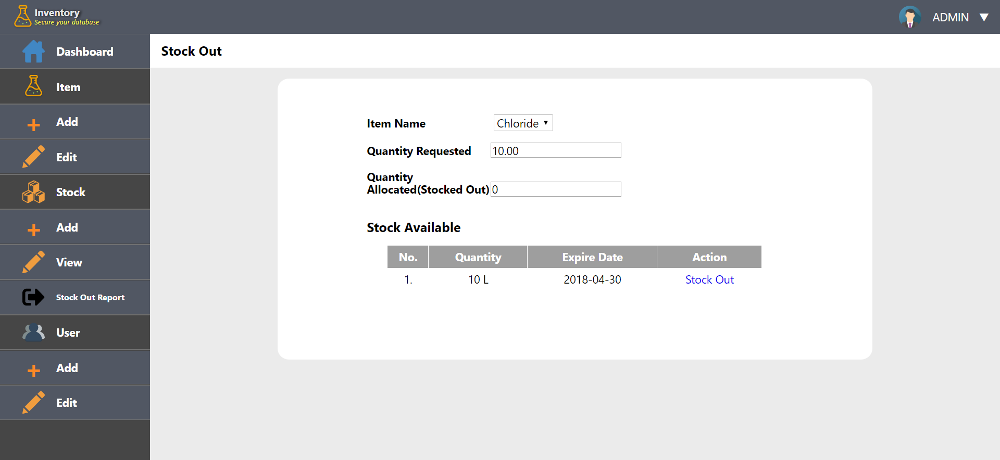 Inventory
Secure your database
ADMIN ▼
Dashboard
Item
Add
Edit
Stock
Add
View
Stock Out Report
User
Add
Edit
Stock Out
Item Name Chloride ▼
Quantity Requested 10.00
Quantity
Allocated(Stocked Out) 0
Stock Available
No. Quantity Expire Date Action
1. 10 L 2018-04-30 Stock Out